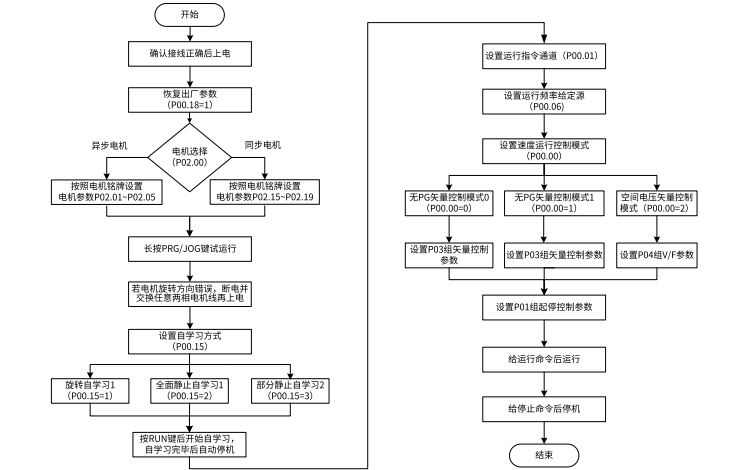 开始
确认接线正确后上电
恢复出厂参数
（P00.18=1）
异步电机
同步电机
电机选择
（P02.00）
按照电机铭牌设置
电机参数P02.01~P02.05
按照电机铭牌设置
电机参数P02.15~P02.19
长按PRG/JOG键试运行
若电机旋转方向错误，断电并
交换任意两相电机线再上电
设置自学习方式
（P00.15）
旋转自学习1
（P00.15=1）
全面静止自学习1
（P00.15=2）
部分静止自学习2
（P00.15=3）
按RUN键后开始自学习，
自学习完毕后自动停机
设置运行指令通道（P00.01）
设置运行频率给定源
（P00.06）
设置速度运行控制模式
（P00.00）
无PG矢量控制模式0
（P00.00=0）
无PG矢量控制模式1
（P00.00=1）
空间电压矢量控制
模式（P00.00=2）
设置P03组矢量控制
参数
设置P03组矢量控制参数
设置P04组V/F参数
设置P01组起停控制参数
给运行命令后运行
给停止命令后停机
结束